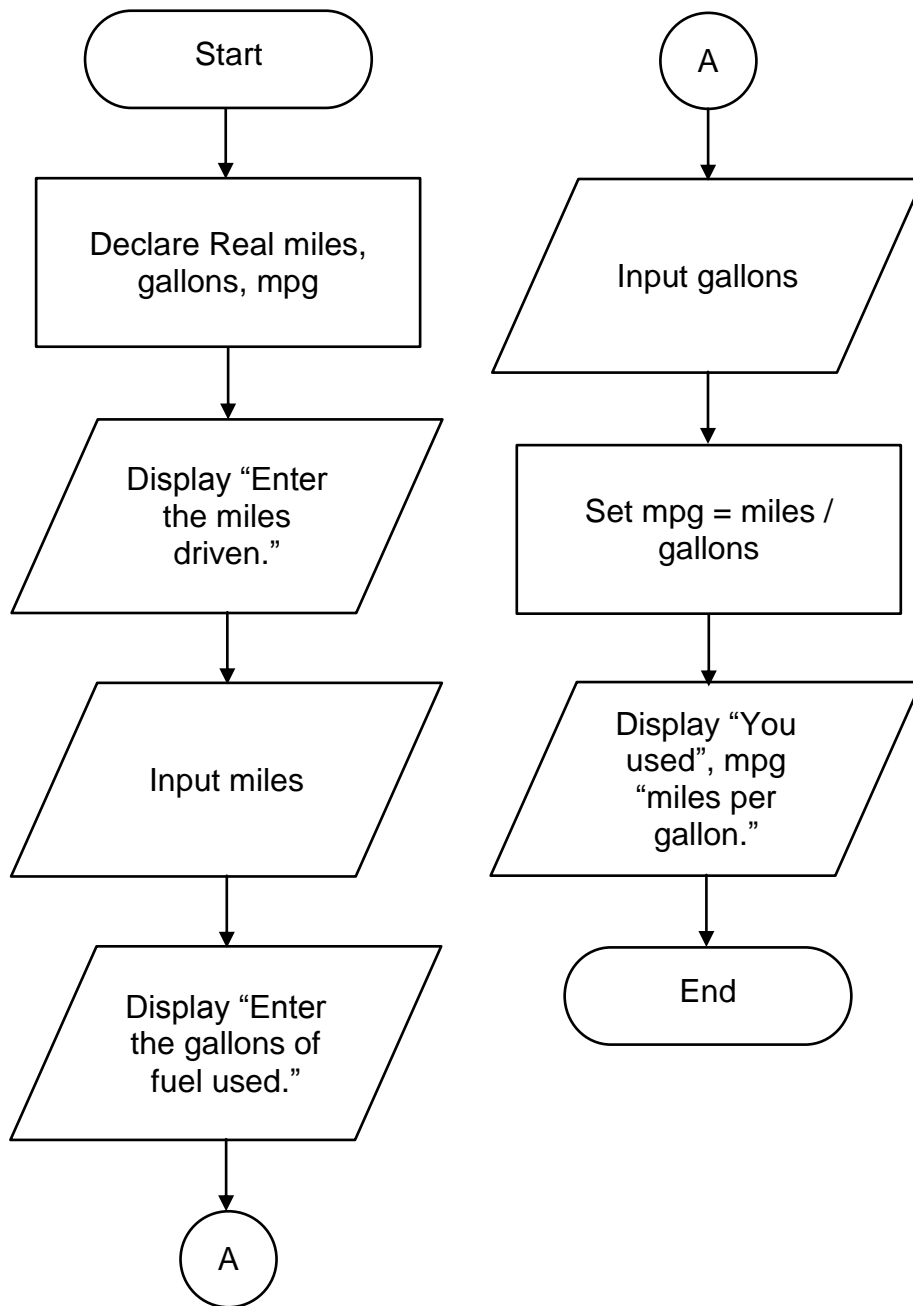 Start
Declare Real miles,
gallons, mpg
Display “Enter
the miles
driven.”
Input miles
Display “Enter
the gallons of
fuel used.”
A
A
Input gallons
Set mpg = miles /
gallons
Display “You
used”, mpg
“miles per
gallon.”
End